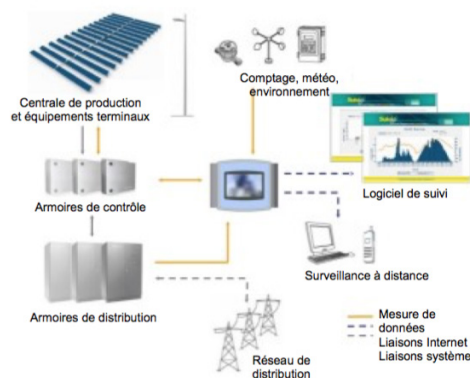 Centrale de production
et équipements terminaux
Comptage, météo,
environnement
Armoires de contrôle
Logiciel de suivi
Surveillance à distance
Armoires de distribution
Réseau de
distribution
Mesure de
données
Liaisons Internet
Liaisons système